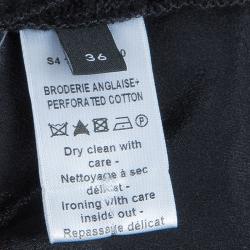 36
S4 - 0
BRODERIE ANGLAISE+
PERFORATED COTTON
Dry clean with
care -
Nettoyage à sec
délicat -
Ironing with care
inside out -
Repassage délicat